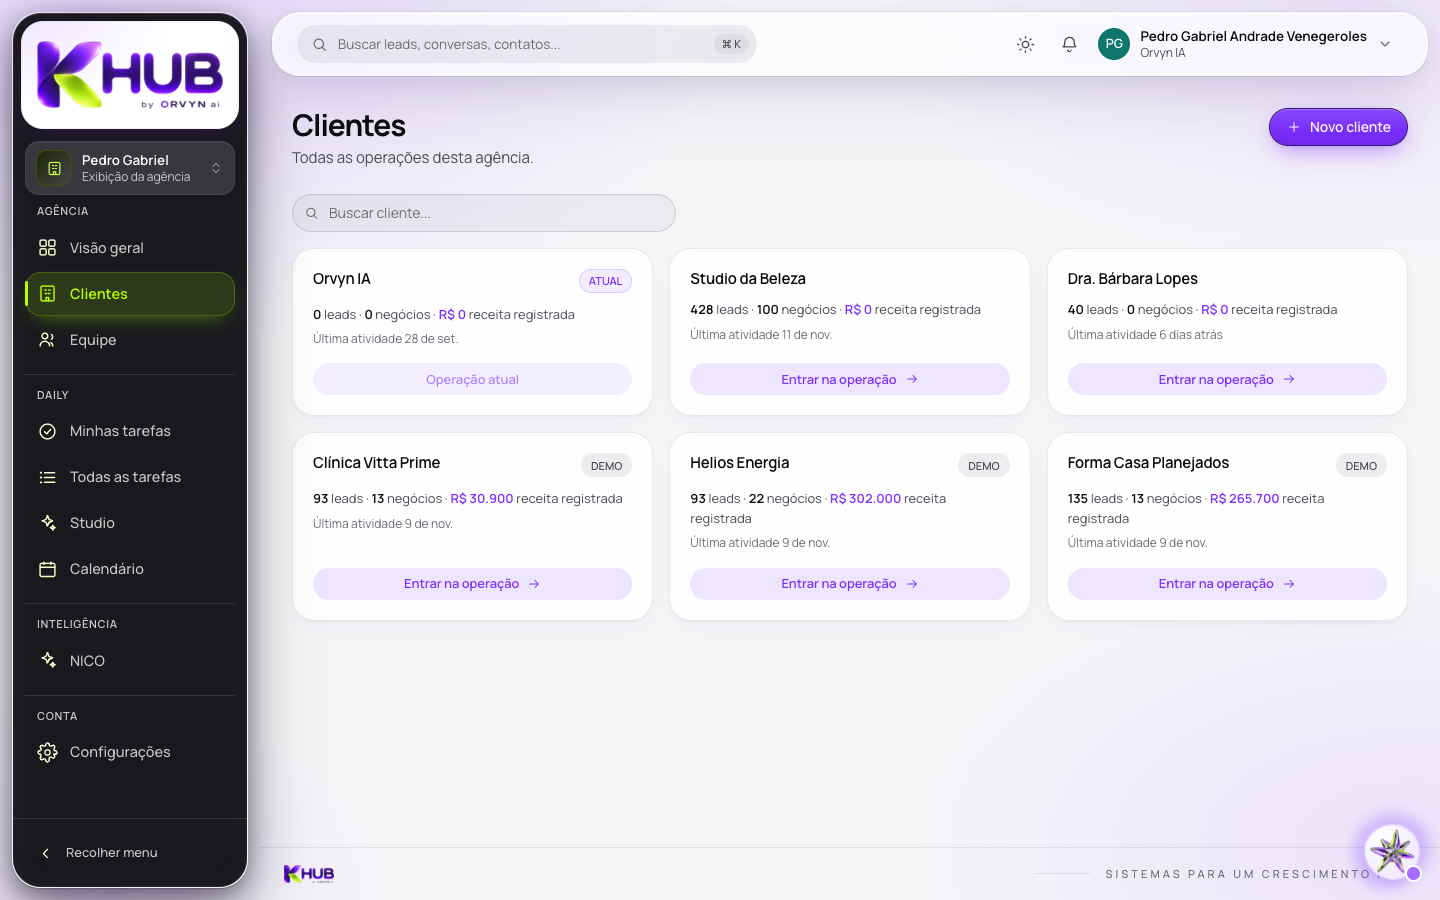 KHUB
by ORVYN ai
Pedro Gabriel
Exibição da agência
AGÊNCIA
Visão geral
Clientes
Equipe
DAILY
Minhas tarefas
Todas as tarefas
Studio
Calendário
INTELIGÊNCIA
NICO
CONTA
Configurações
Recolher menu
Buscar leads, conversas, contatos...
⌘ K
PG
Pedro Gabriel Andrade Venegeroles
Orvyn IA
Clientes
Todas as operações desta agência.
Novo cliente
Buscar cliente...
Orvyn IA
ATUAL
0 leads · 0 negócios · R$ 0 receita registrada
Última atividade 28 de set.
Operação atual
Studio da Beleza
428 leads · 100 negócios · R$ 0 receita registrada
Última atividade 11 de nov.
Entrar na operação
Dra. Bárbara Lopes
40 leads · 0 negócios · R$ 0 receita registrada
Última atividade 6 dias atrás
Entrar na operação
Clínica Vitta Prime
DEMO
93 leads · 13 negócios · R$ 30.900 receita registrada
Última atividade 9 de nov.
Entrar na operação
Helios Energia
DEMO
93 leads · 22 negócios · R$ 302.000 receita
registrada
Última atividade 9 de nov.
Entrar na operação
Forma Casa Planejados
DEMO
135 leads · 13 negócios · R$ 265.700 receita
registrada
Última atividade 9 de nov.
Entrar na operação
KHUB
SISTEMAS PARA UM CRESCIMENTO